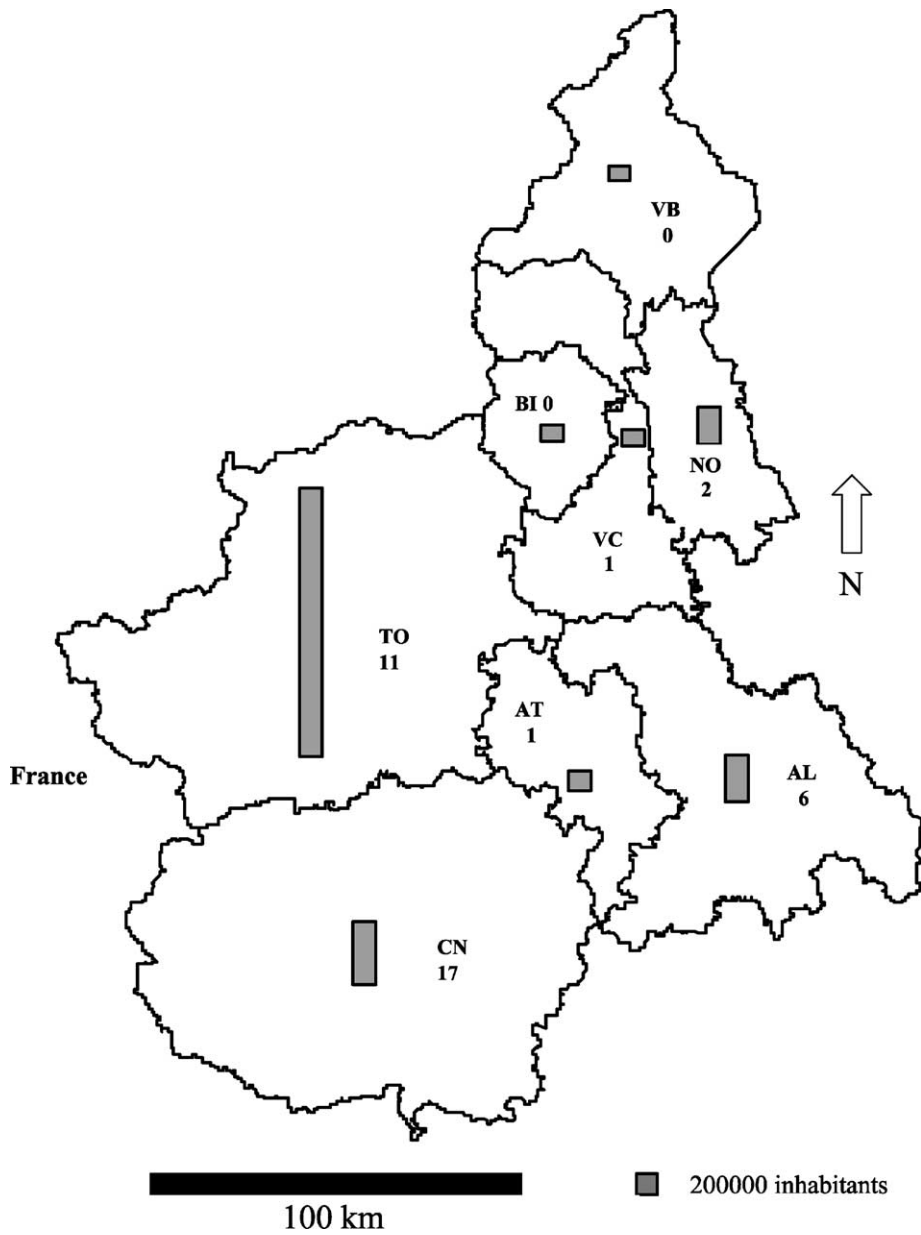 VB
0
BI 0
NO
2
VC
1
N
TO
11
AT
1
France
AL
6
CN
17
200000 inhabitants
100 km